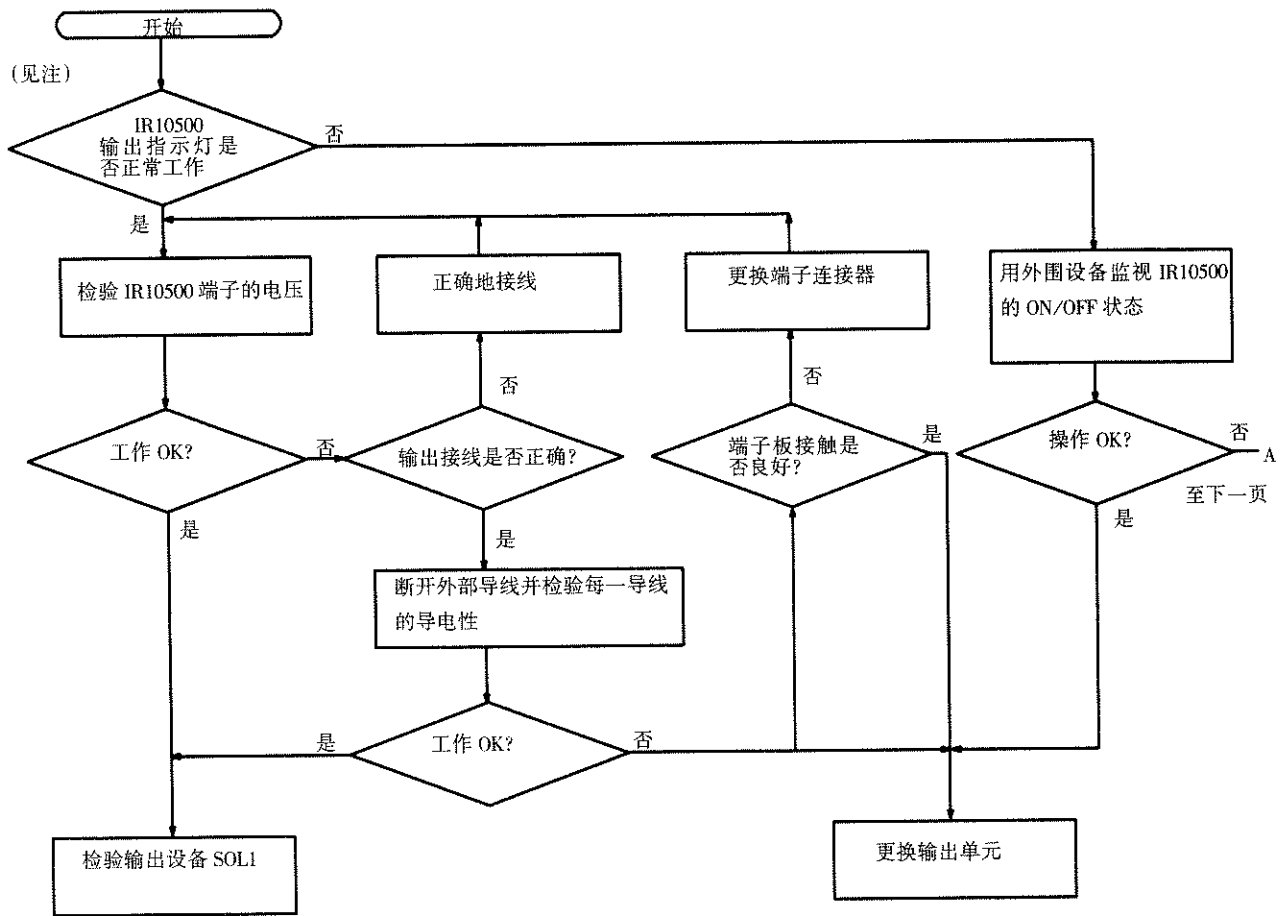 开始
(见注)
IR10500
输出指示灯是
否正常工作
否
是
检验 IR10500 端子的电压
正确地接线
更换端子连接器
用外围设备监视 IR10500
的 ON/OFF 状态
否
否
工作 OK?
否
输出接线是否正确?
端子板接触是
否良好?
是
操作 OK?
否
A
至下一页
是
是
是
断开外部导线并检验每一导线
的导电性
是
工作 OK?
否
检验输出设备 SOL1
更换输出单元